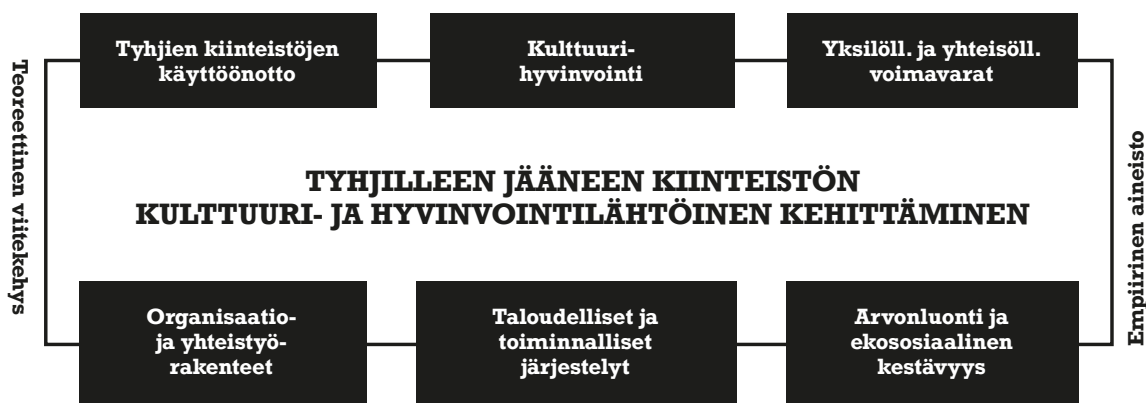 Tyhjien kiinteistöjen
käyttöönotto
Kulttuuri-
hyvinvointi
Yksilöll. ja yhteisöll.
voimavarat
Teoreettinen viitekehys
TYHJILLEEN JÄÄNEEN KIINTEISTÖN
KULTTUURI- JA HYVINVOINTILÄHTÖINEN KEHITTÄMINEN
Empiirinen aineisto
Organisaatio-
ja yhteistyö-
rakenteet
Taloudelliset ja
toiminnalliset
järjestelyt
Arvonluonti ja
ekososiaalinen
kestävyys